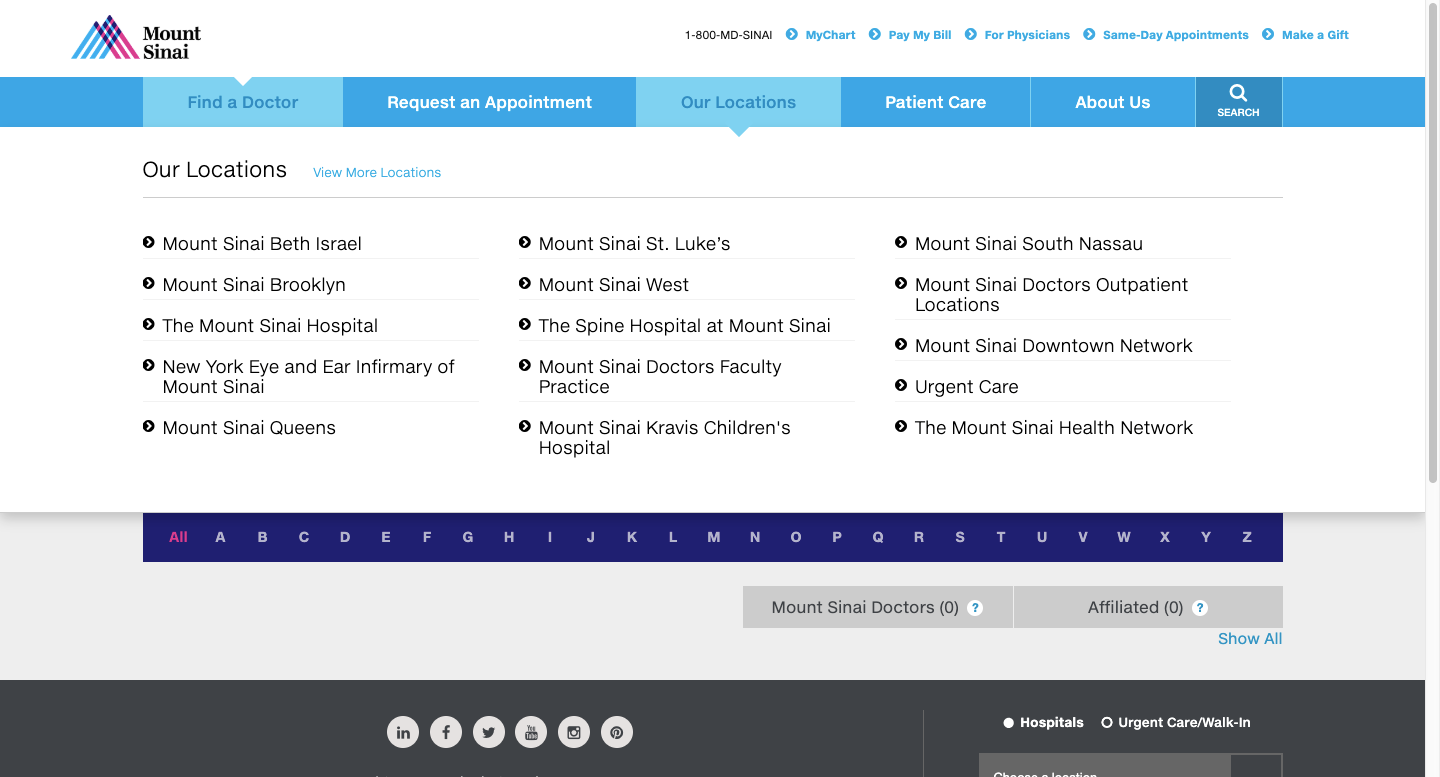 Mount
Sinai
1-800-MD-SINAI MyChart Pay My Bill For Physicians Same-Day Appointments Make a Gift
Find a Doctor Request an Appointment Our Locations Patient Care About Us SEARCH
Our Locations View More Locations
Mount Sinai Beth Israel
Mount Sinai Brooklyn
The Mount Sinai Hospital
New York Eye and Ear Infirmary of
Mount Sinai
Mount Sinai Queens
Mount Sinai St. Luke’s
Mount Sinai West
The Spine Hospital at Mount Sinai
Mount Sinai Doctors Faculty
Practice
Mount Sinai Kravis Children's
Hospital
Mount Sinai South Nassau
Mount Sinai Doctors Outpatient
Locations
Mount Sinai Downtown Network
Urgent Care
The Mount Sinai Health Network
All A B C D E F G H I J K L M N O P Q R S T U V W X Y Z
Mount Sinai Doctors (0) ? Affiliated (0) ?
Show All
You Tube
Hospitals Urgent Care/Walk-In
Choose a location